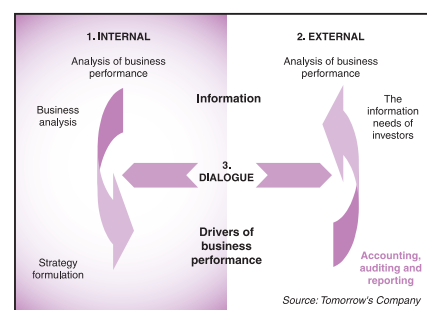 1. INTERNAL
Analysis of business
performance
Business
analysis
Strategy
formulation
Information
3.
DIALOGUE
Drivers of
business
performance
2. EXTERNAL
Analysis of business
performance
The
information
needs of
investors
Accounting,
auditing and
reporting
Source: Tomorrow's Company